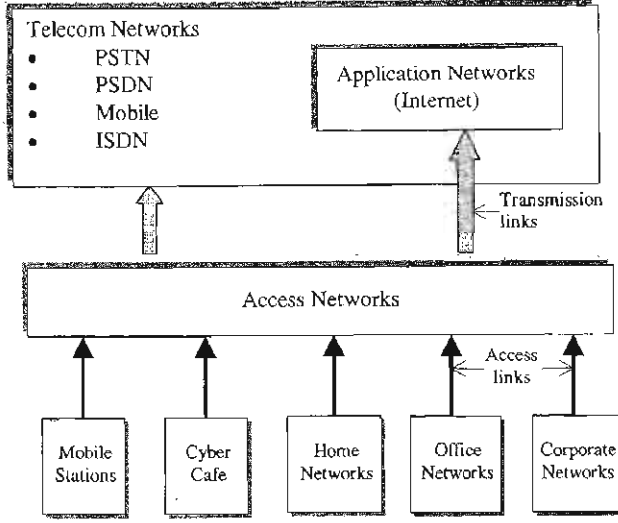 Telecom Networks
• PSTN
• PSDN
• Mobile
• ISDN
Application Networks
(Internet)
Transmission
links
Access Networks
Access
links
Mobile
Stations
Cyber
Cafe
Home
Networks
Office
Networks
Corporate
Networks